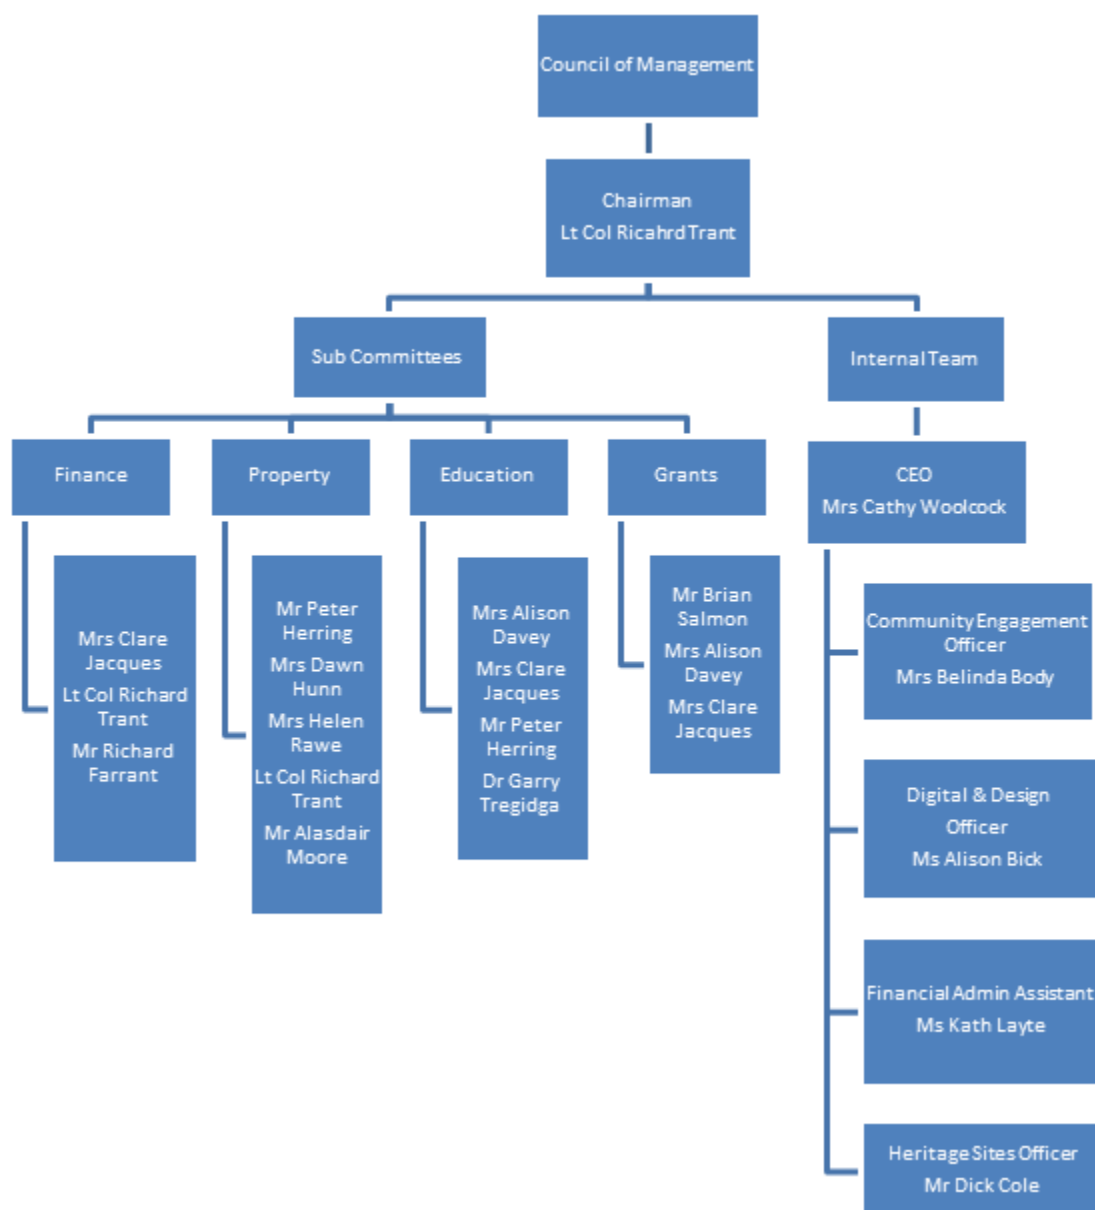 Council of Management
Chairman
Lt Col Ricahrd Trant
Sub Committees
Internal Team
Finance
Property
Education
Grants
CEO
Mrs Cathy Woolcock
Mrs Clare
Jacques
Lt Col Richard
Trant
Mr Richard
Farrant
Mr Peter
Herring
Mrs Dawn
Hunn
Mrs Helen
Rawe
Lt Col Richard
Trant
Mr Alasdair
Moore
Mrs Alison
Davey
Mrs Clare
Jacques
Mr Peter
Herring
Dr Garry
Tregidga
Mr Brian
Salmon
Mrs Alison
Davey
Mrs Clare
Jacques
Community Engagement
Officer
Mrs Belinda Body
Digital & Design
Officer
Ms Alison Bick
Financial Admin Assistant
Ms Kath Layte
Heritage Sites Officer
Mr Dick Cole